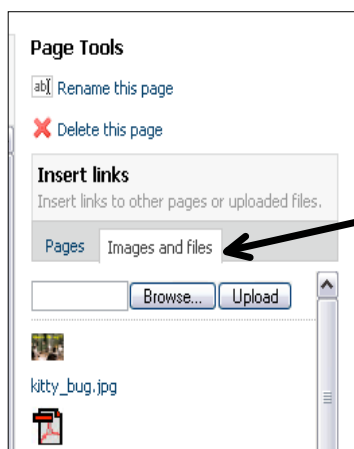 Page Tools
Rename this page
Delete this page
Insert links
Insert links to other pages or uploaded files.
Pages Images and files
Browse... Upload
kitty_bug.jpg